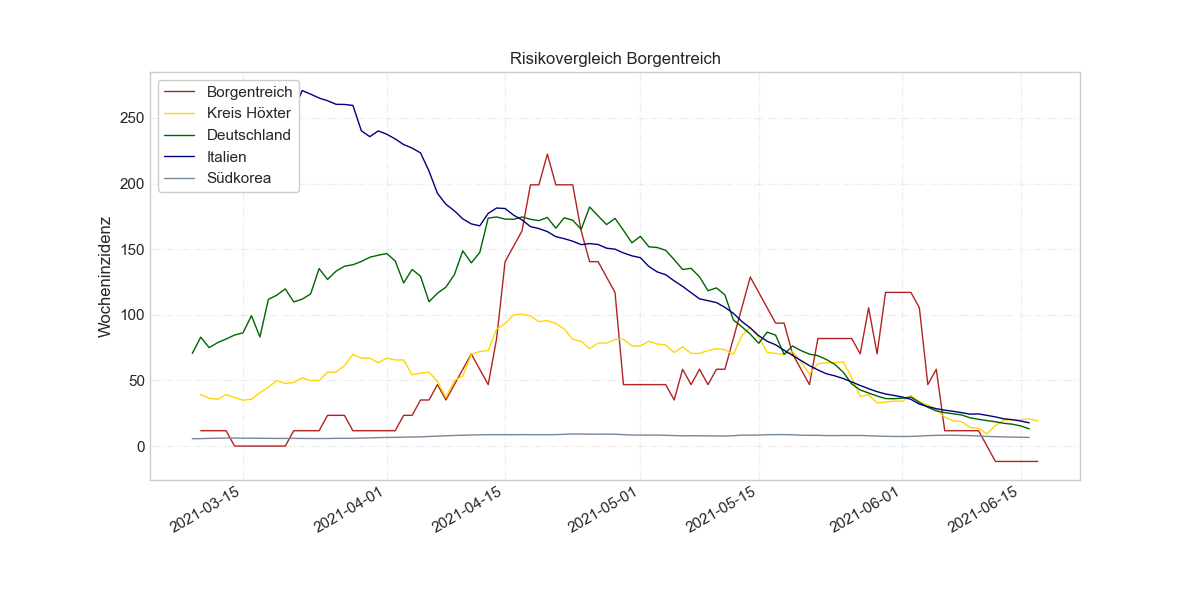 Risikovergleich Borgentreich
Borgentreich
Kreis Höxter
Deutschland
Italien
Südkorea
Wocheninzidenz
250
200
150
100
50
0
2021-03-15
2021-04-01
2021-04-15
2021-05-01
2021-05-15
2021-06-01
2021-06-15